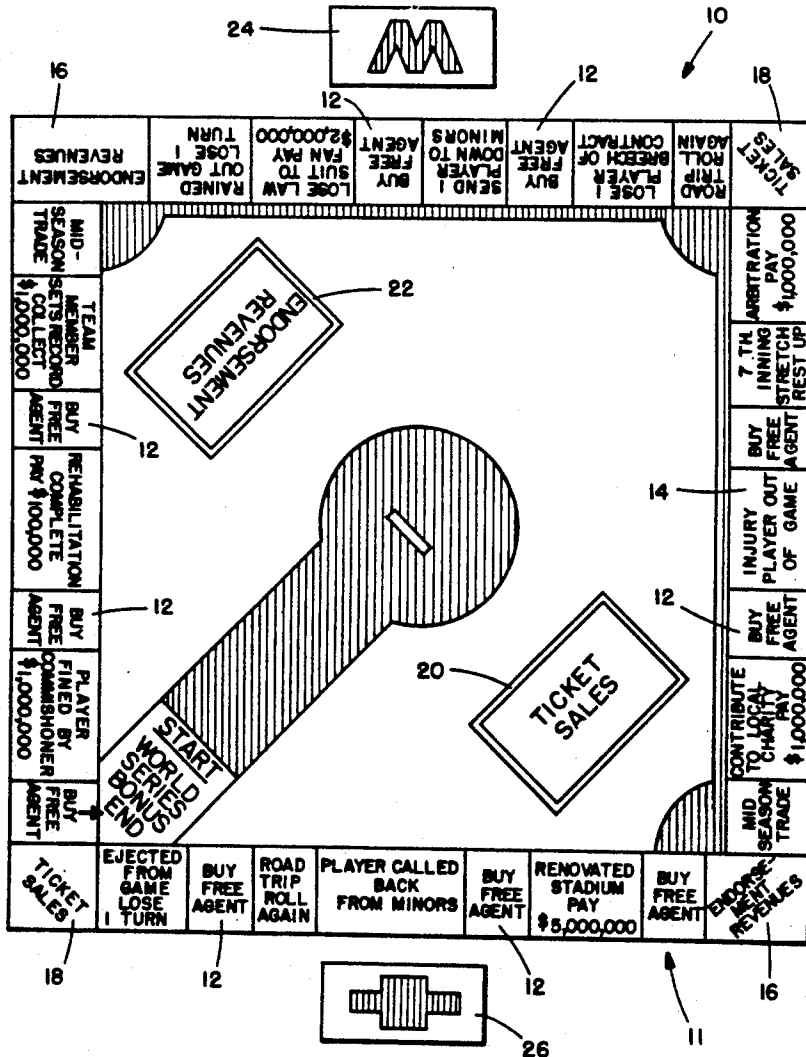 24
10
16
12
12
18
ENDORSEMENT
REVENUES
RAINED
OUT GAME
LOSE 1
TURN
LOSE LAW
SUIT TO
FAN PAY
$2,000,000
BUY
FREE
AGENT
SEND 1
PLAYER
DOWN TO
MINORS
BUY
FREE
AGENT
LOSE 1
PLAYER
BREECH OF
CONTRACT
ROAD
TRIP
ROLL
AGAIN
TICKET
SALES
MID-
SEASON
TRADE
TEAM
MEMBER
SETS RECORD
COLLECT
$1,000,000
BUY
FREE
AGENT
12
REHABILITATION
COMPLETE
PAY $100,000
BUY
FREE
AGENT
12
PLAYER
FINED BY
COMMISHONER
$1,000,000
BUY
FREE
AGENT
ENDORSEMENT
REVENUES
22
TICKET
SALES
20
START
WORLD
SERIES
BONUS
END
ARBITRATION
PAY
$1,000,000
7 TH.
INNING
STRETCH
REST UP
BUY
FREE
AGENT
14
INJURY
PLAYER OUT
OF GAME
12
BUY
FREE
AGENT
CONTRIBUTE
TO LOCAL
CHARITY
PAY
$1,000,000
MID
SEASON
TRADE
TICKET
SALES
EJECTED
FROM
GAME
LOSE
1 TURN
BUY
FREE
AGENT
ROAD
TRIP
ROLL
AGAIN
PLAYER CALLED
BACK
FROM MINORS
BUY
FREE
AGENT
RENOVATED
STADIUM
PAY
$5,000,000
BUY
FREE
AGENT
ENDORSE-
MENT
REVENUES
18
12
12
16
26
11